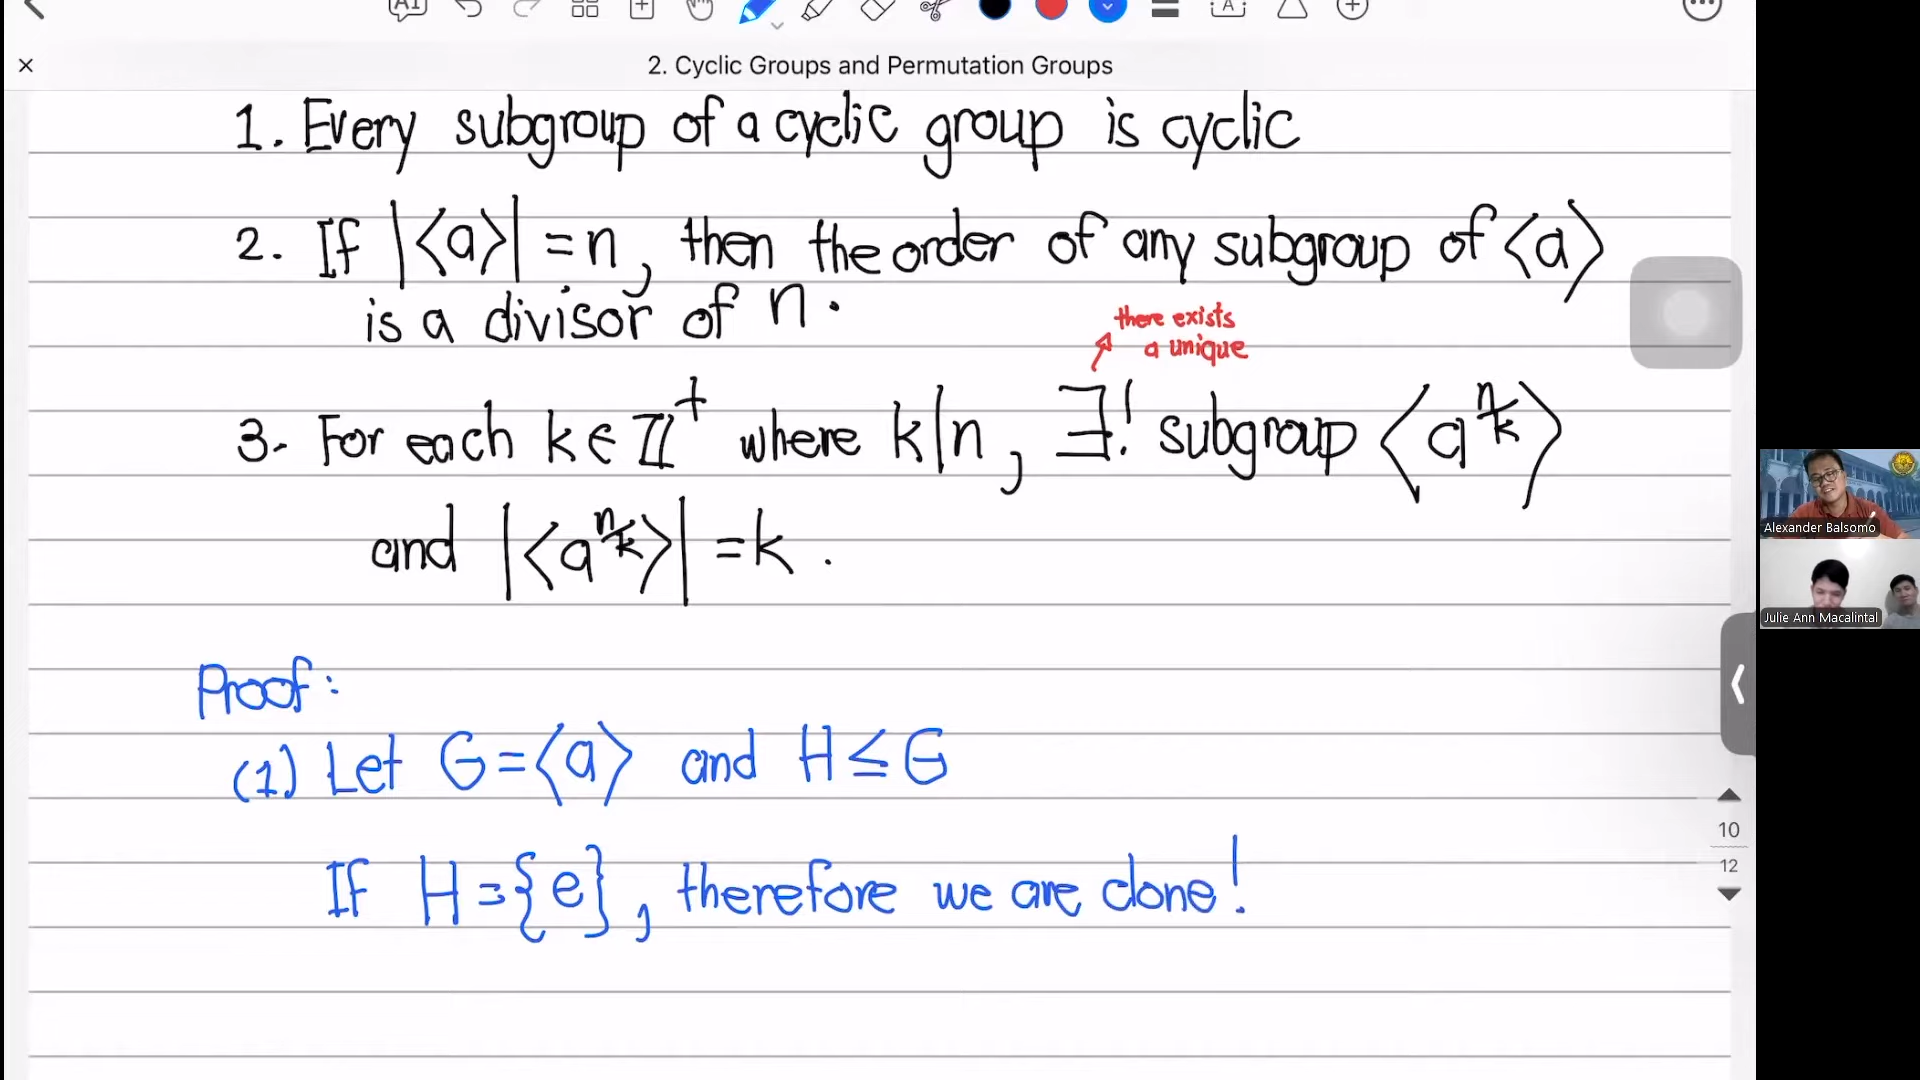 2. Cyclic Groups and Permutation Groups
1. Every subgroup of a cyclic group is cyclic
2. If |⟨a⟩| = n, then the order of any subgroup of ⟨a⟩
is a divisor of n.
there exists
a unique
3. For each k ∈ ℤ⁺ where k|n, ∃! subgroup ⟨a^{n/k}⟩
and |⟨a^{n/k}⟩| = k.
Proof:
(1) Let G = ⟨a⟩ and H ≤ G
If H = {e}, therefore we are done!
10
12
Alexander Balsomo
Julie Ann Macalintal